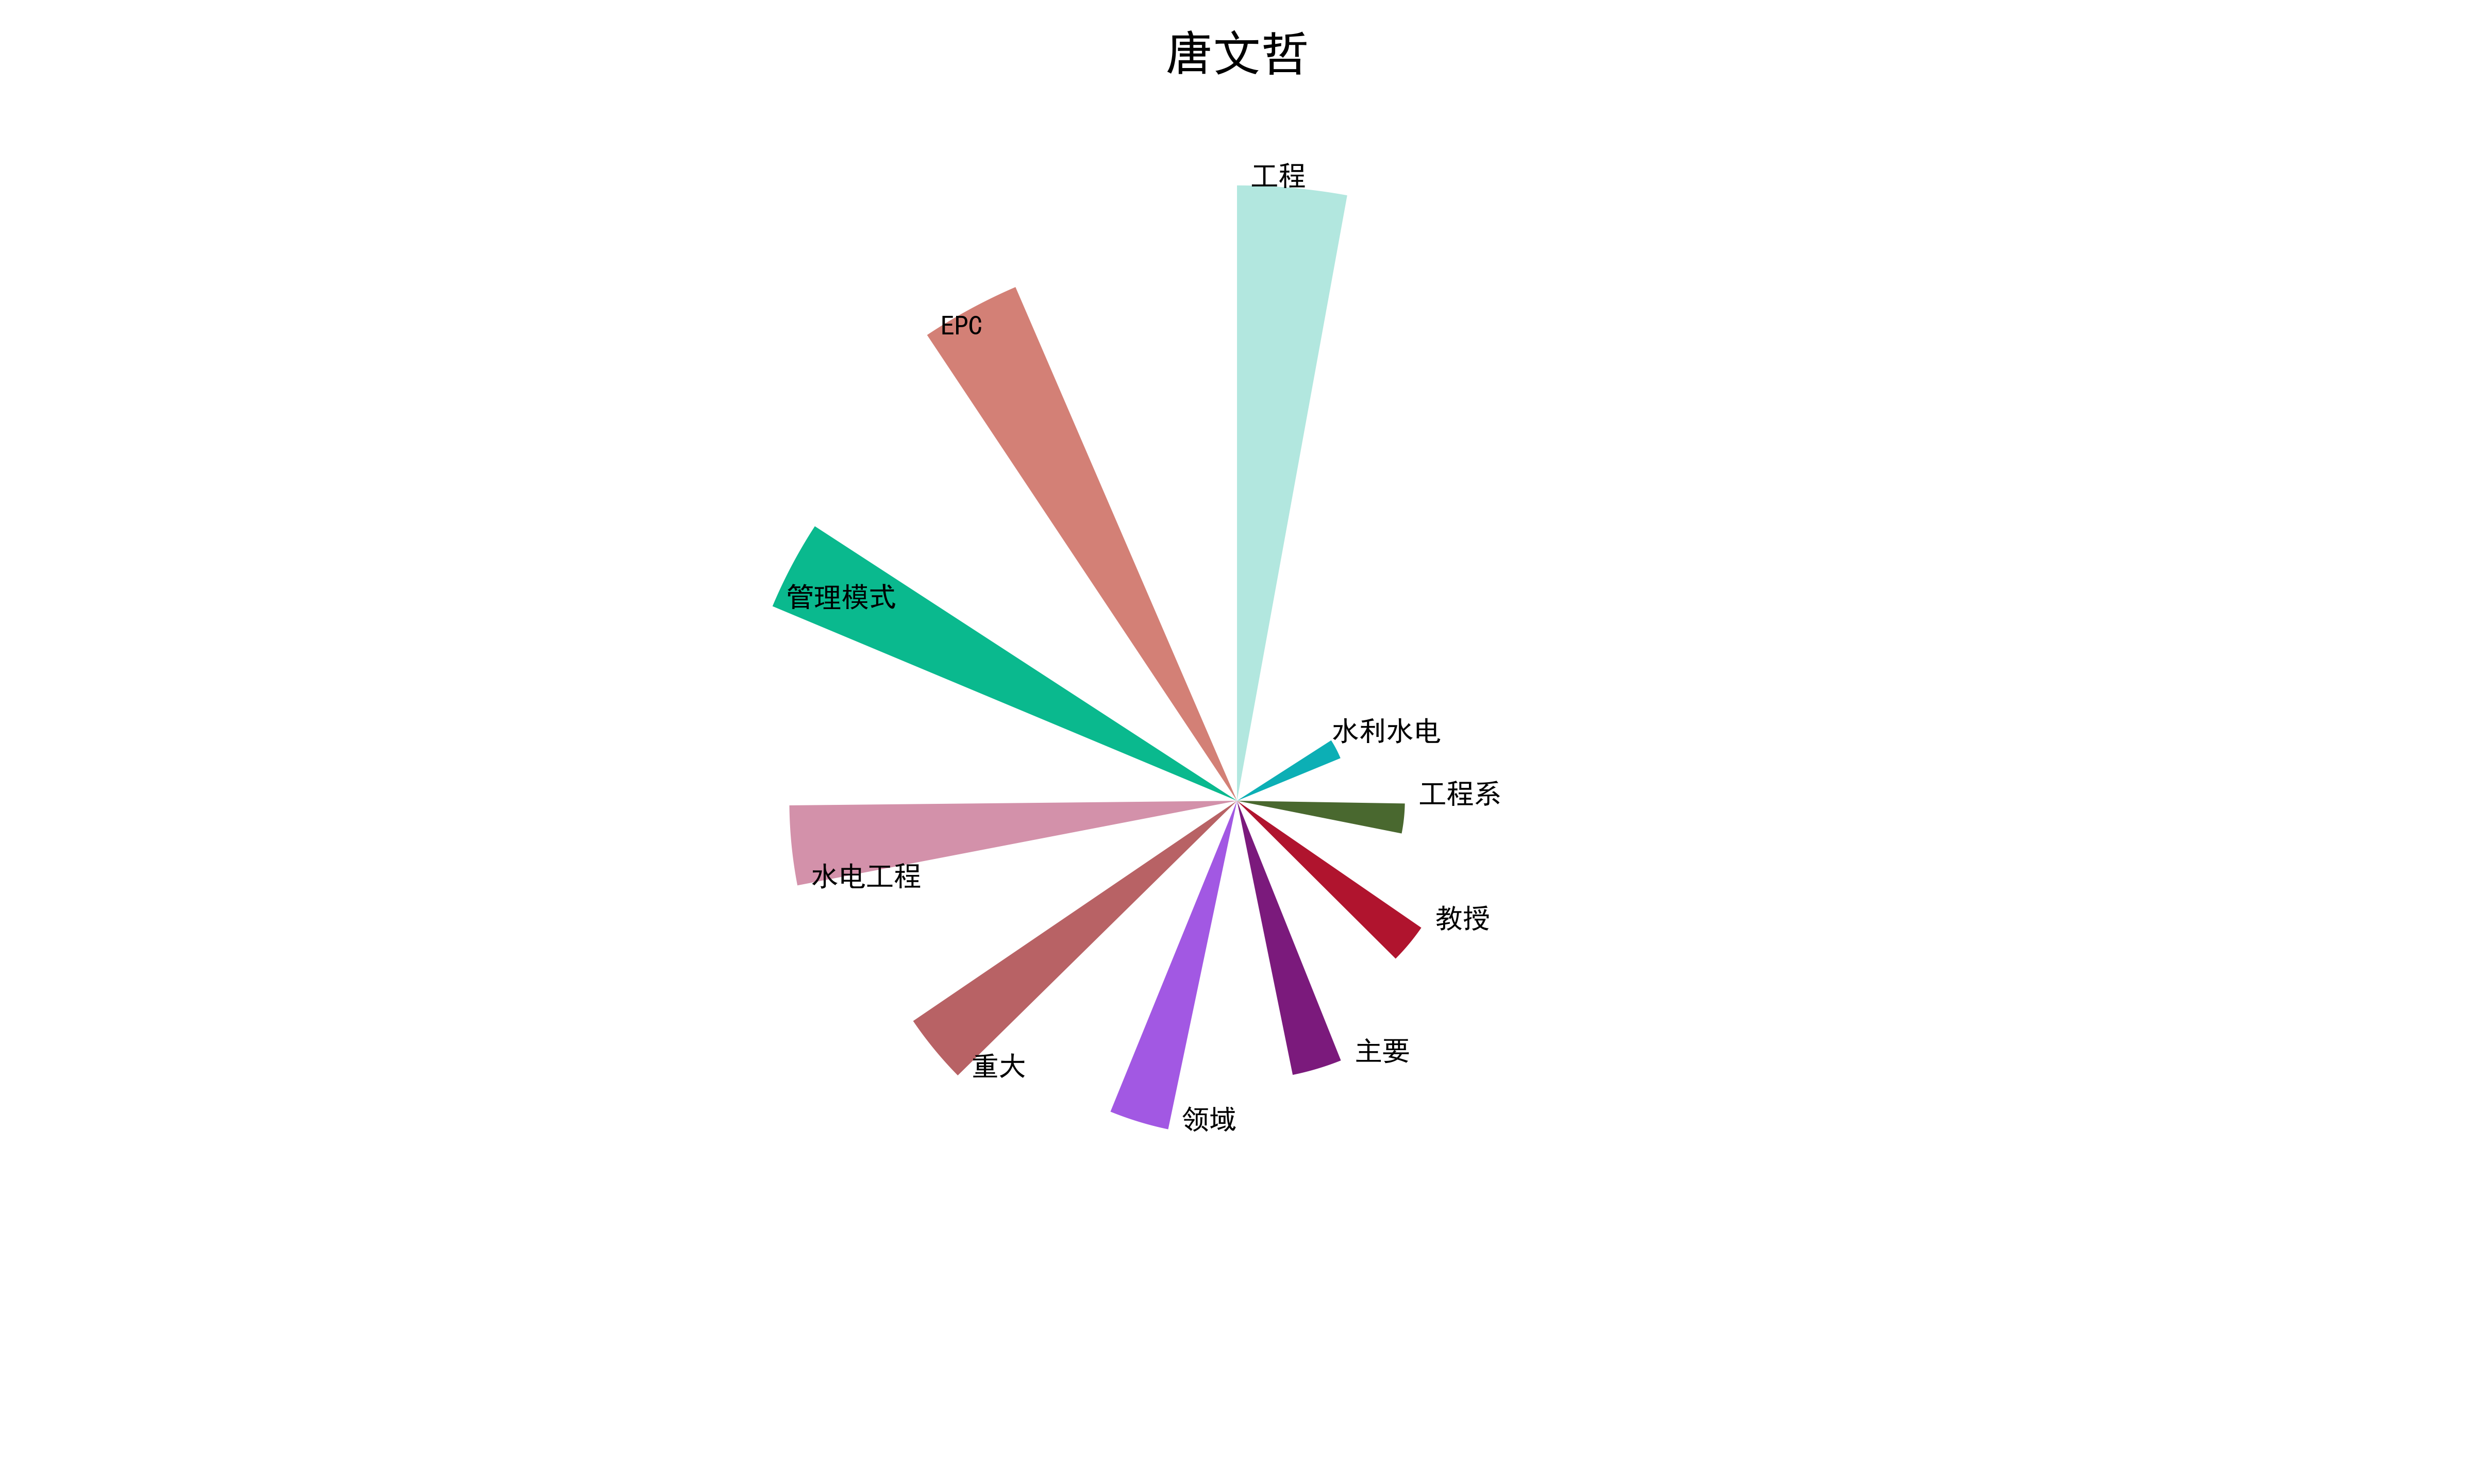 唐文哲
工程
EPC
管理模式
水利水电
工程系
水电工程
教授
主要
重大
领域